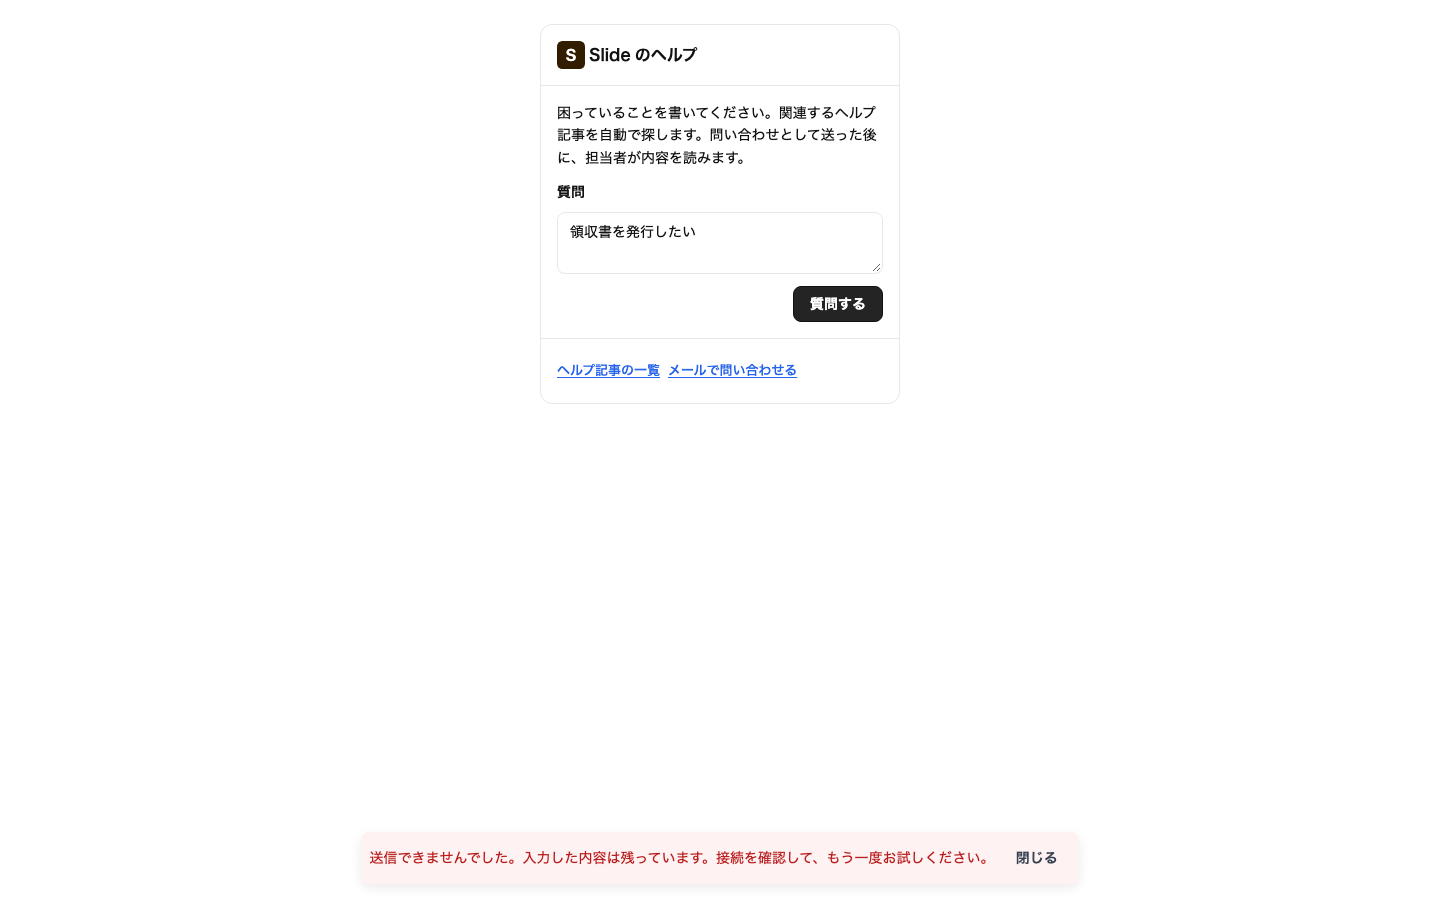 S Slide のヘルプ
困っていることを書いてください。関連するヘルプ
記事を自動で探します。問い合わせとして送った後
に、担当者が内容を読みます。
質問
領収書を発行したい
質問する
ヘルプ記事の一覧 メールで問い合わせる
送信できませんでした。入力した内容は残っています。接続を確認して、もう一度お試しください。 閉じる